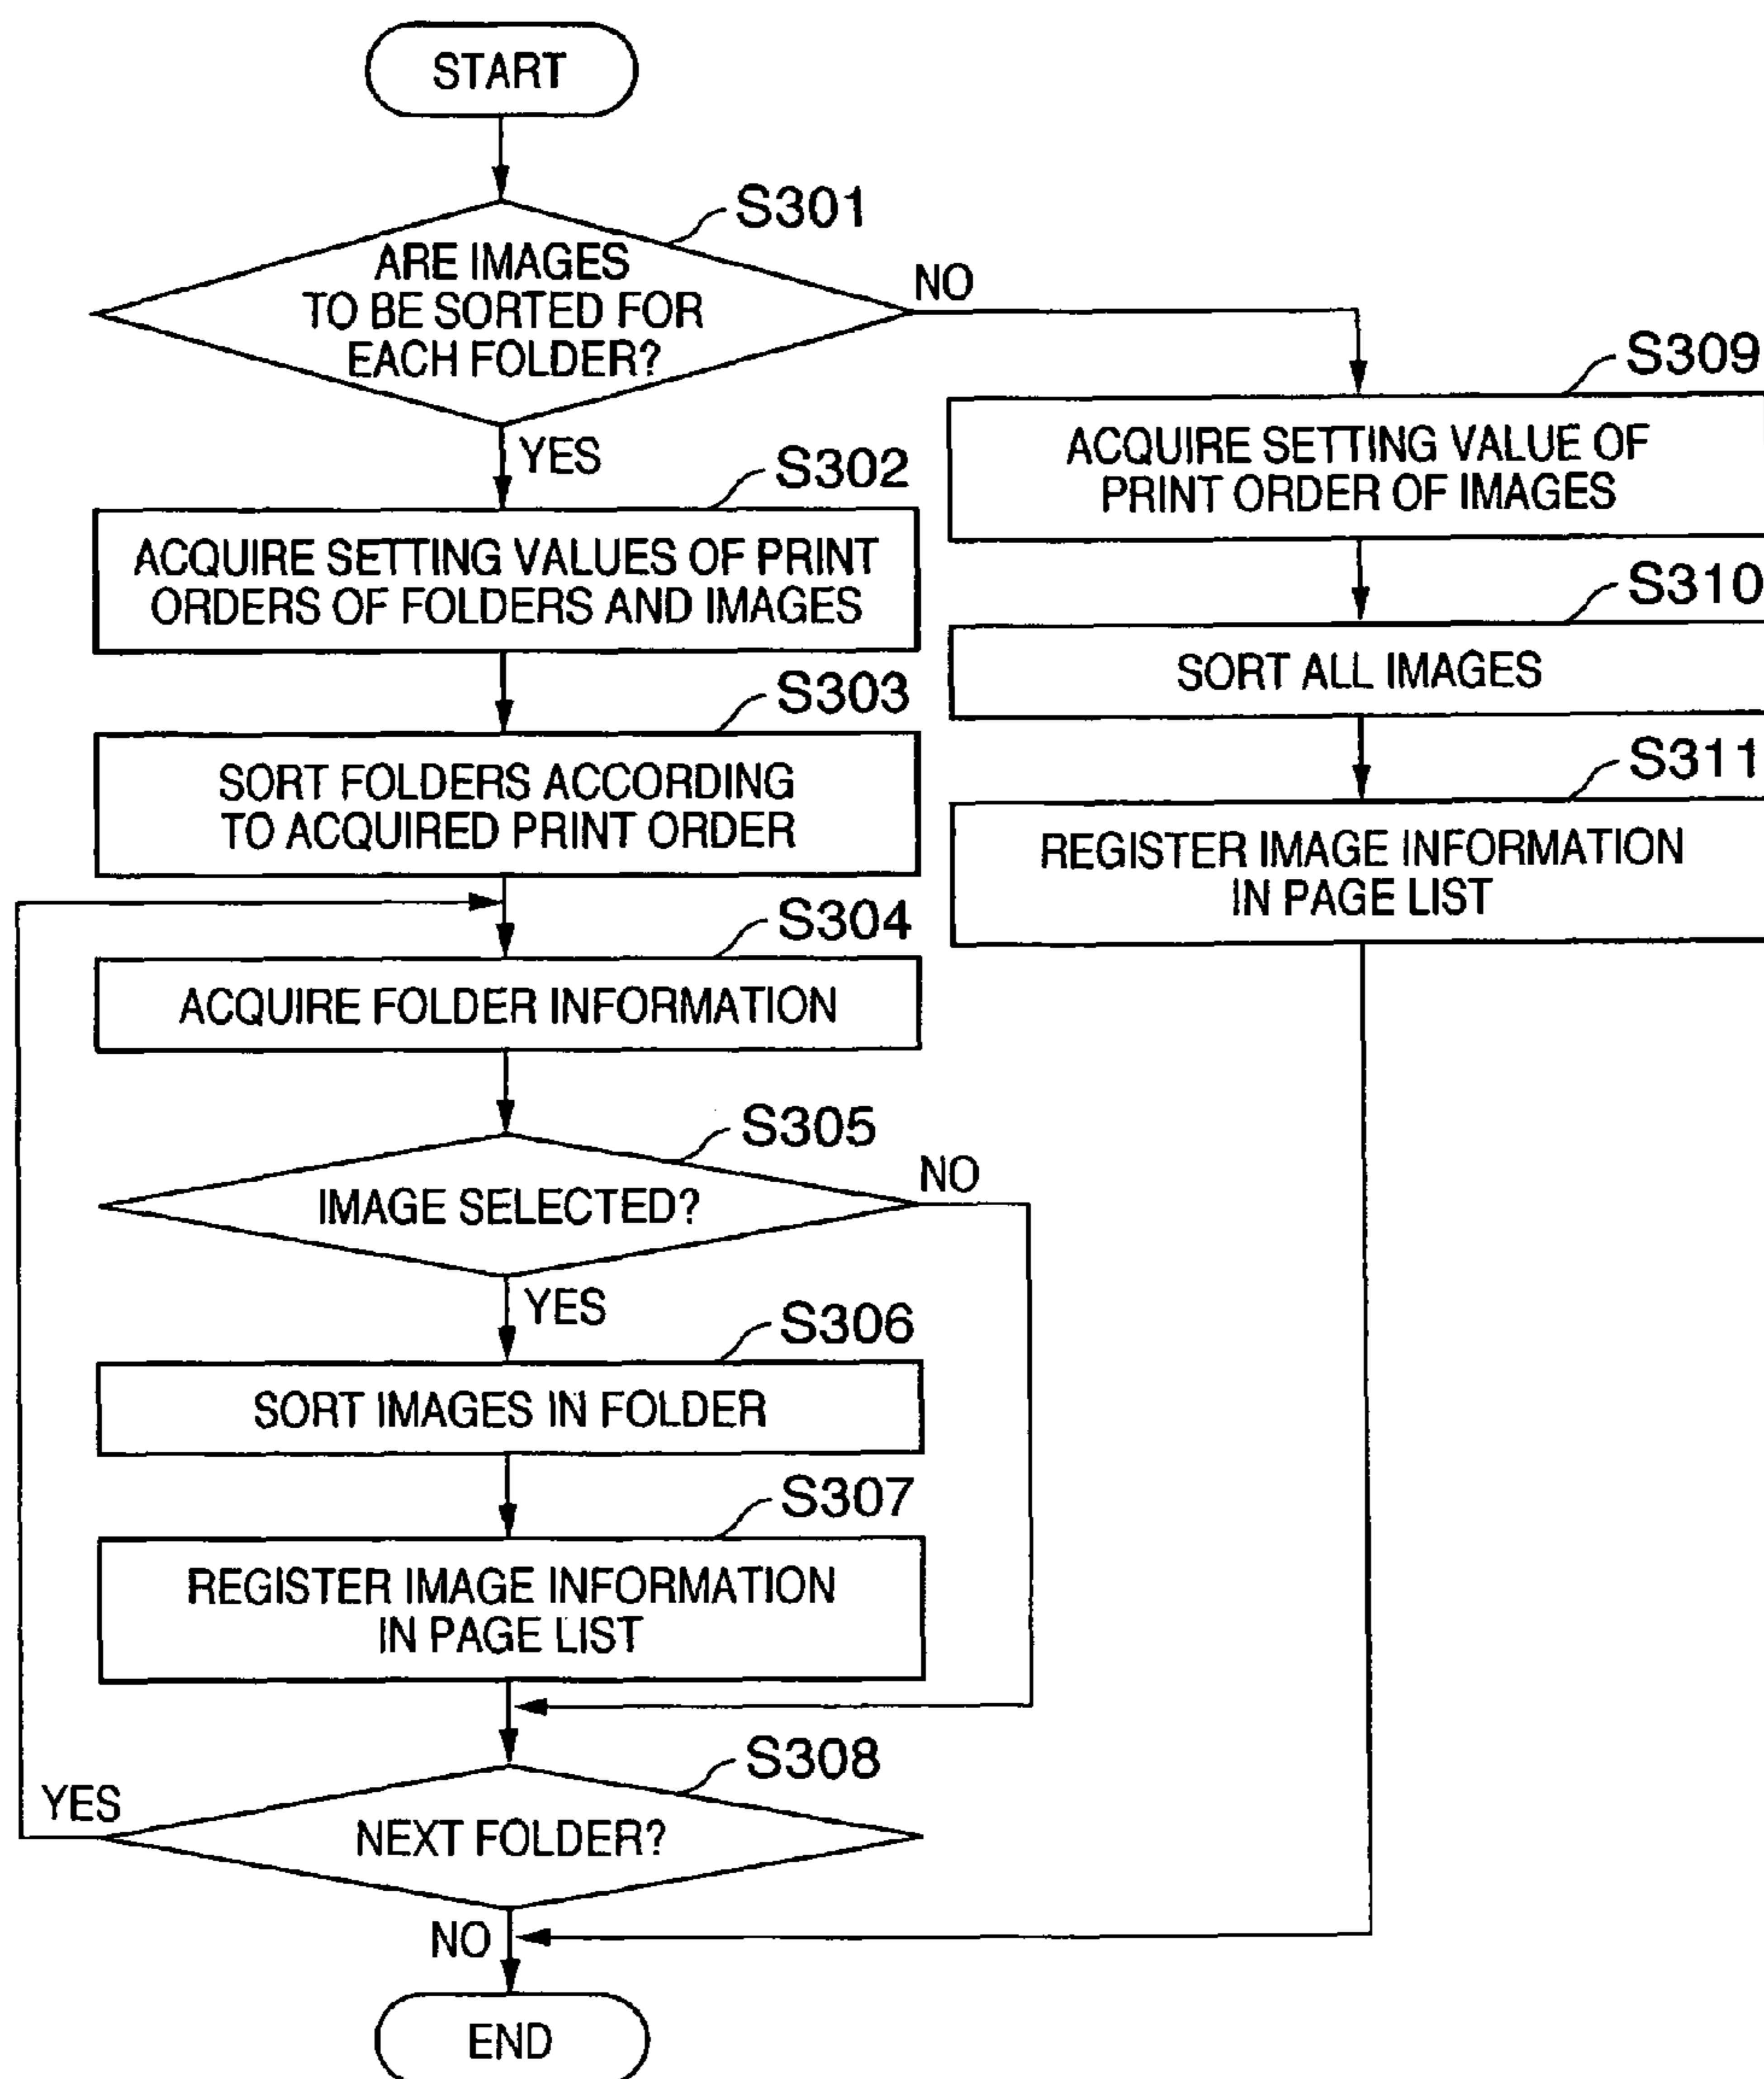 START
S301
ARE IMAGES
TO BE SORTED FOR
EACH FOLDER?
NO
YES
S302
ACQUIRE SETTING VALUES OF PRINT
ORDERS OF FOLDERS AND IMAGES
S303
SORT FOLDERS ACCORDING
TO ACQUIRED PRINT ORDER
S304
ACQUIRE FOLDER INFORMATION
S305
IMAGE SELECTED?
NO
YES
S306
SORT IMAGES IN FOLDER
S307
REGISTER IMAGE INFORMATION
IN PAGE LIST
S308
NEXT FOLDER?
YES
NO
END
S309
ACQUIRE SETTING VALUE OF
PRINT ORDER OF IMAGES
S310
SORT ALL IMAGES
S311
REGISTER IMAGE INFORMATION
IN PAGE LIST